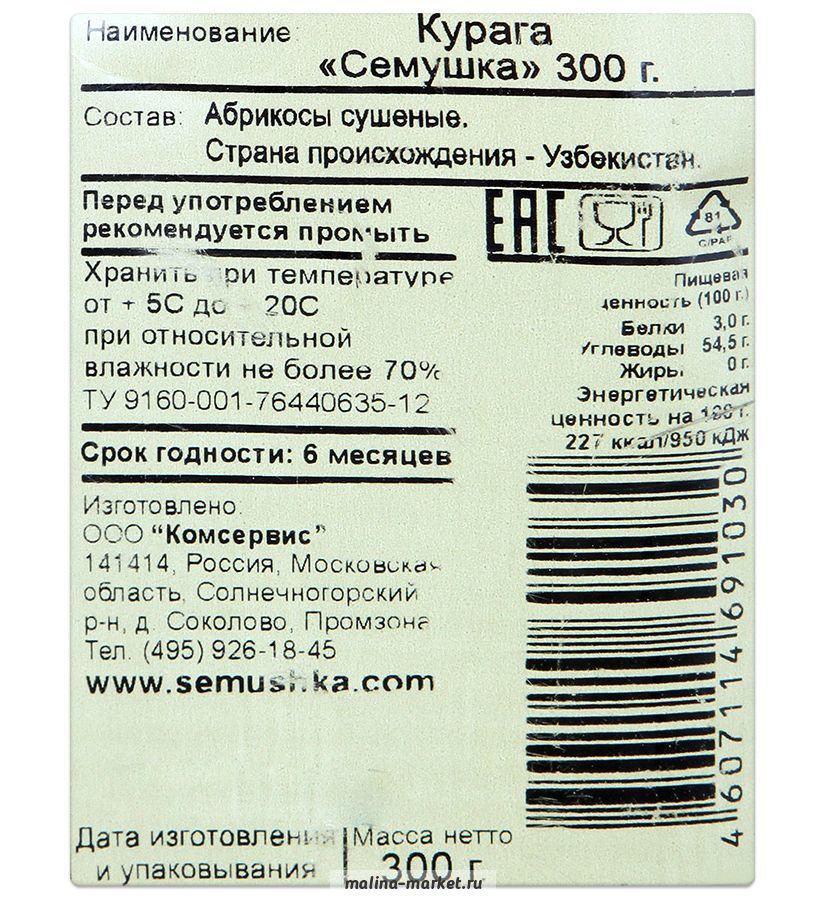 Наименование
Курага
«Семушка» 300 г.
Состав: Абрикосы сушеные.
Страна происхождения - Узбекистан.
Перед употреблением
рекомендуется промыть
EAC
81
C/PAP
Хранить при температуре
от + 5С до 20С
при относительной
влажности не более 70%
ТУ 9160-001-76440635-12
Пищевая
ценность (100 г.)
Белки 3,0 г.
Углеводы 54,5 г.
Жиры 0 г.
Энергетическая
ценность на 100 г.
227 ккал/950 кДж
Срок годности: 6 месяцев
Изготовлено:
ООО "Комсервис"
141414, Россия, Московская
область, Солнечногорский
р-н, д. Соколово, Промзона
Тел. (495) 926-18-45
www.semushka.com
4607114691030
Дата изготовления
и упаковывания
Масса нетто
300 г
malina-market.ru